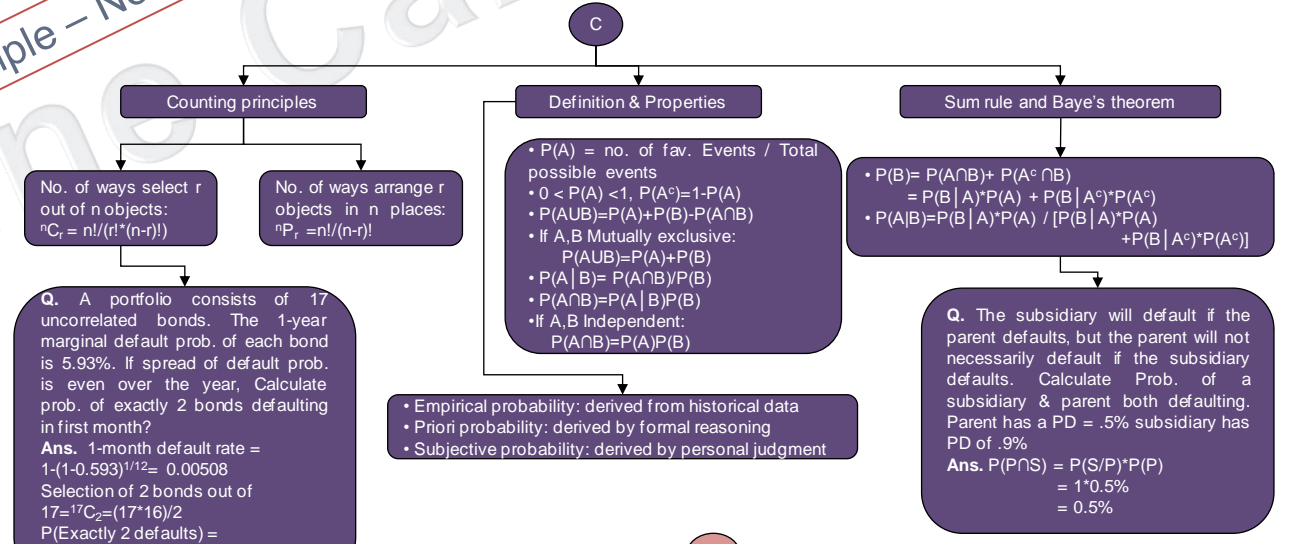 C
Counting principles
Definition & Properties
Sum rule and Baye's theorem
No. of ways select r
out of n objects:
ⁿCᵣ = n!/(r!*(n-r)!)
No. of ways arrange r
objects in n places:
ⁿPᵣ =n!/(n-r)!
Q. A portfolio consists of 17
uncorrelated bonds. The 1-year
marginal default prob. of each bond
is 5.93%. If spread of default prob.
is even over the year, Calculate
prob. of exactly 2 bonds defaulting
in first month?
Ans. 1-month default rate =
1-(1-0.593)¹/¹²= 0.00508
Selection of 2 bonds out of
17=¹⁷C₂=(17*16)/2
P(Exactly 2 defaults) =
• P(A) = no. of fav. Events / Total
possible events
• 0 < P(A) <1, P(Aᶜ)=1-P(A)
• P(AUB)=P(A)+P(B)-P(A∩B)
• If A,B Mutually exclusive:
P(AUB)=P(A)+P(B)
• P(A│B)= P(A∩B)/P(B)
• P(A∩B)=P(A│B)P(B)
•If A,B Independent:
P(A∩B)=P(A)P(B)
• Empirical probability: derived from historical data
• Priori probability: derived by formal reasoning
• Subjective probability: derived by personal judgment
• P(B)= P(A∩B)+ P(Aᶜ ∩B)
= P(B│A)*P(A) + P(B│Aᶜ)*P(Aᶜ)
• P(A|B)=P(B│A)*P(A) / [P(B│A)*P(A)
+P(B│Aᶜ)*P(Aᶜ)]
Q. The subsidiary will default if the
parent defaults, but the parent will not
necessarily default if the subsidiary
defaults. Calculate Prob. of a
subsidiary & parent both defaulting.
Parent has a PD = .5% subsidiary has
PD of .9%
Ans. P(P∩S) = P(S/P)*P(P)
= 1*0.5%
= 0.5%